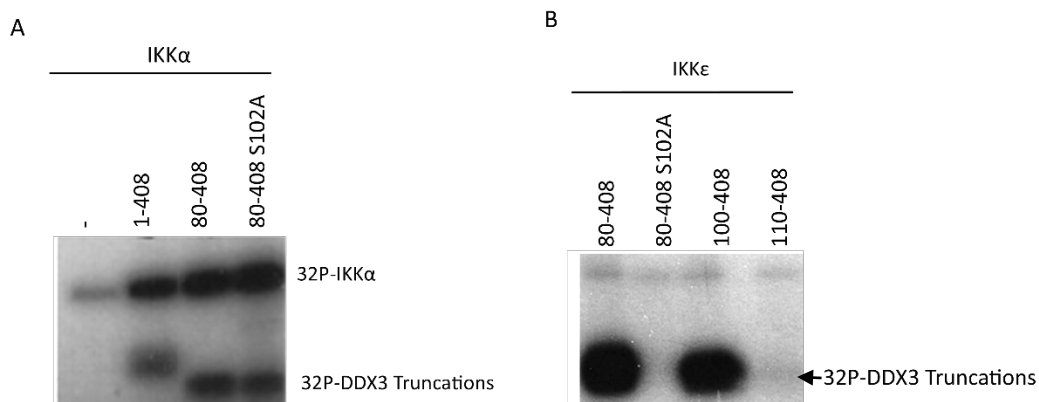 A
IKKα
-
1-408
80-408
80-408 S102A
32P-IKKα
32P-DDX3 Truncations
B
IKKε
80-408
80-408 S102A
100-408
110-408
32P-DDX3 Truncations